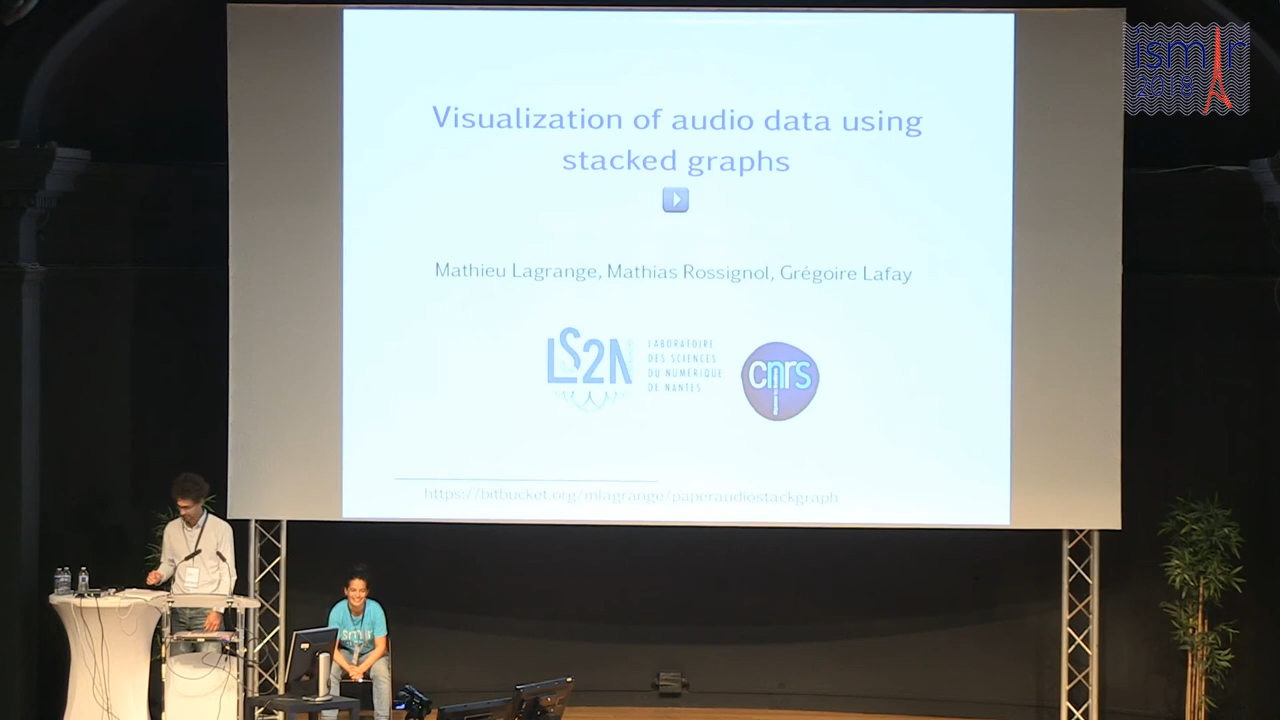 ismir
2018
Visualization of audio data using
stacked graphs
Mathieu Lagrange, Mathias Rossignol, Grégoire Lafay
LS2N
LABORATOIRE
DES SCIENCES
DU NUMÉRIQUE
DE NANTES
cnrs
https://bitbucket.org/mlagrange/paperaudiostackgraph
ismir